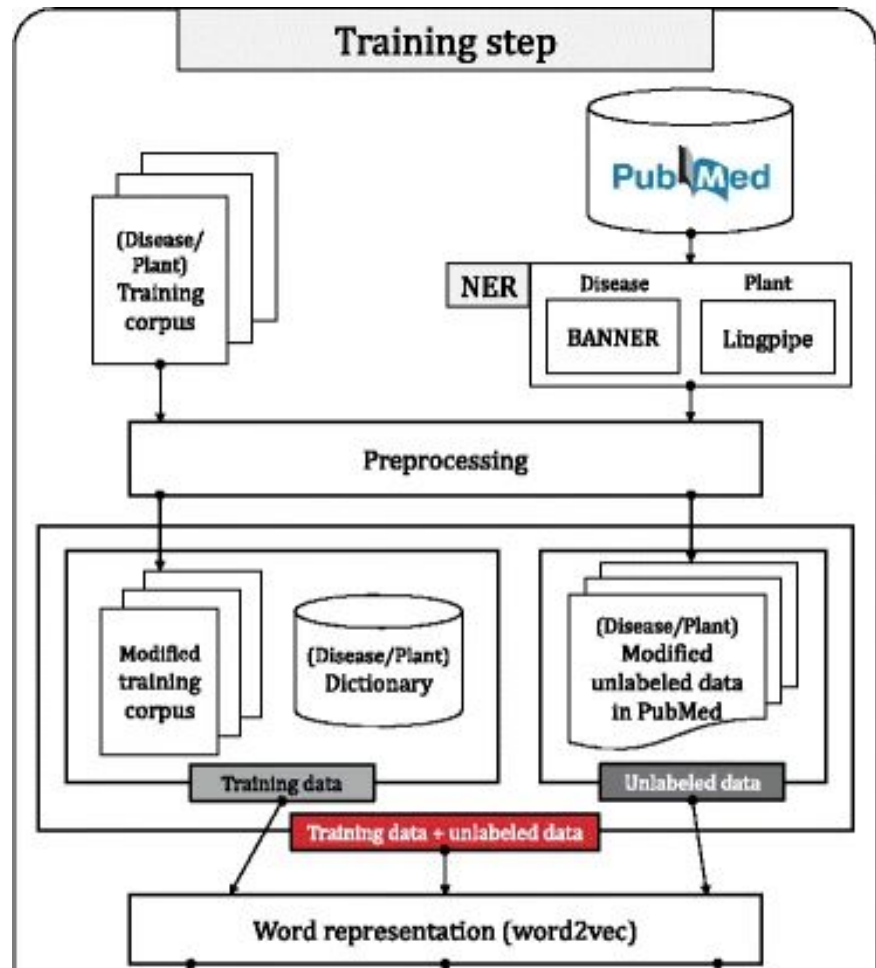 Training step
PubMed
(Disease/
Plant)
Training
corpus
NER
Disease
Plant
BANNER
Lingpipe
Preprocessing
Modified
training
corpus
(Disease/Plant)
Dictionary
(Disease/Plant)
Modified
unlabeled data
in PubMed
Training data
Unlabeled data
Training data + unlabeled data
Word representation (word2vec)